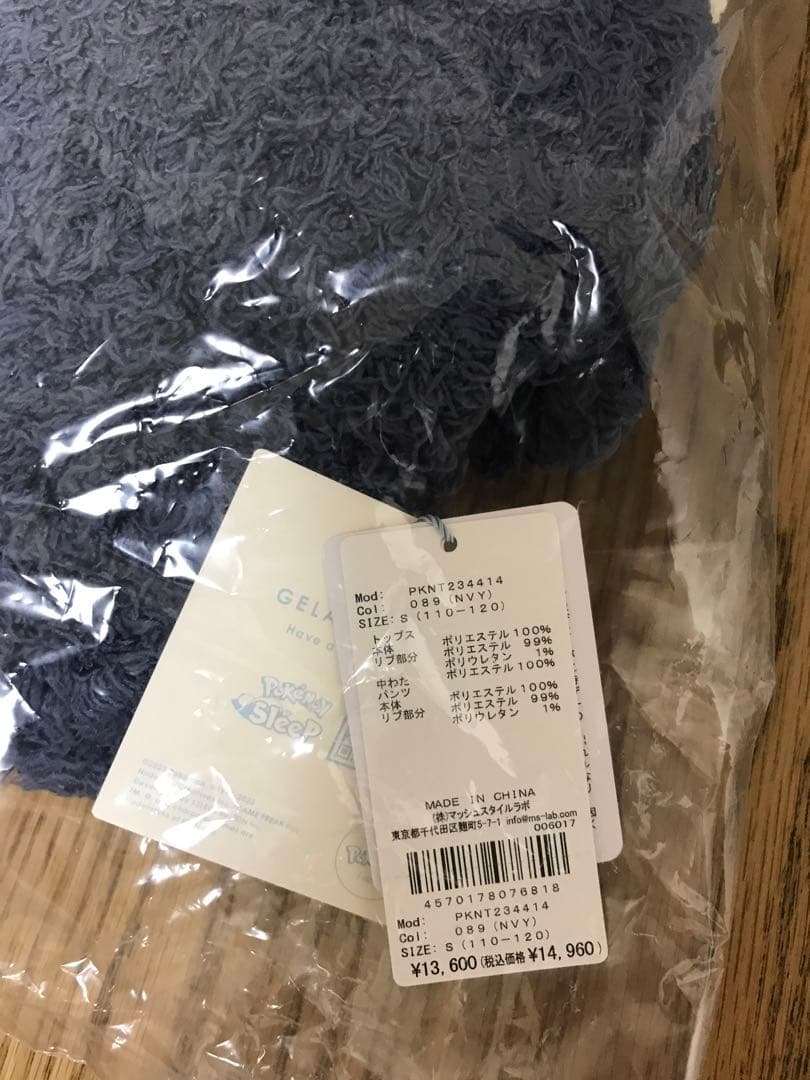 Mod: PKNT234414
Col: 089(NVY)
SIZE: S(110-120)
トップス
本体 ポリエステル100%
リブ部分 ポリエステル 99%
ポリウレタン 1%
中わた ポリエステル100%
パンツ
本体 ポリエステル100%
リブ部分 ポリエステル 99%
ポリウレタン 1%
MADE IN CHINA
(株)マッシュスタイルラボ
東京都千代田区麹町5-7-1 info@ms-lab.com
006017
4570178076818
Mod: PKNT234414
Col: 089(NVY)
SIZE: S(110-120)
¥13,600(税込価格¥14,960)
GELA
Have a
Pokémon
Sleep